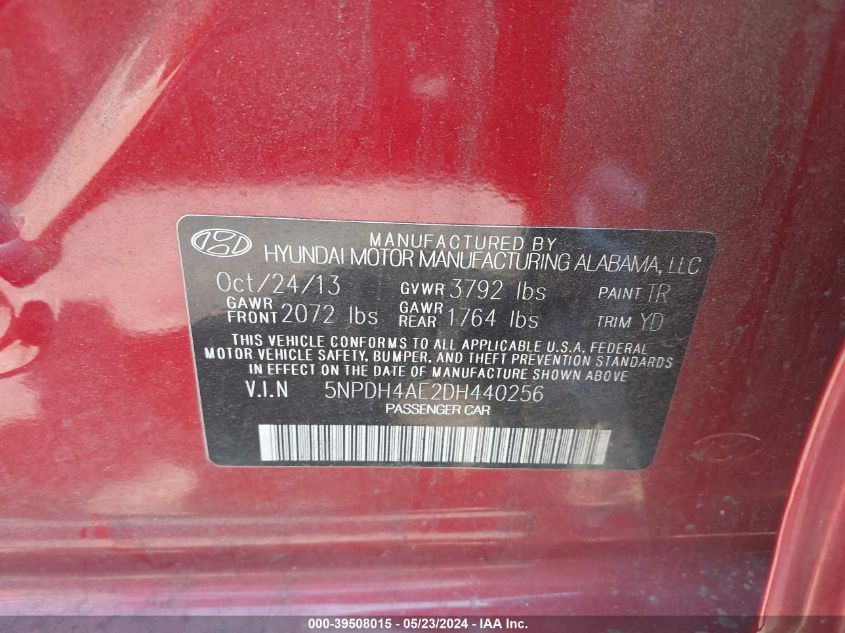 MANUFACTURED BY
HYUNDAI MOTOR MANUFACTURING ALABAMA, LLC
Oct/24/13 GVWR 3792 lbs PAINT TR
GAWR FRONT 2072 lbs GAWR REAR 1764 lbs TRIM YD
THIS VEHICLE CONFORMS TO ALL APPLICABLE U.S.A. FEDERAL
MOTOR VEHICLE SAFETY, BUMPER, AND THEFT PREVENTION STANDARDS
IN EFFECT ON THE DATE OF MANUFACTURE SHOWN ABOVE
V.I.N 5NPDH4AE2DH440256
PASSENGER CAR
000-39508015 - 05/23/2024 - IAA Inc.